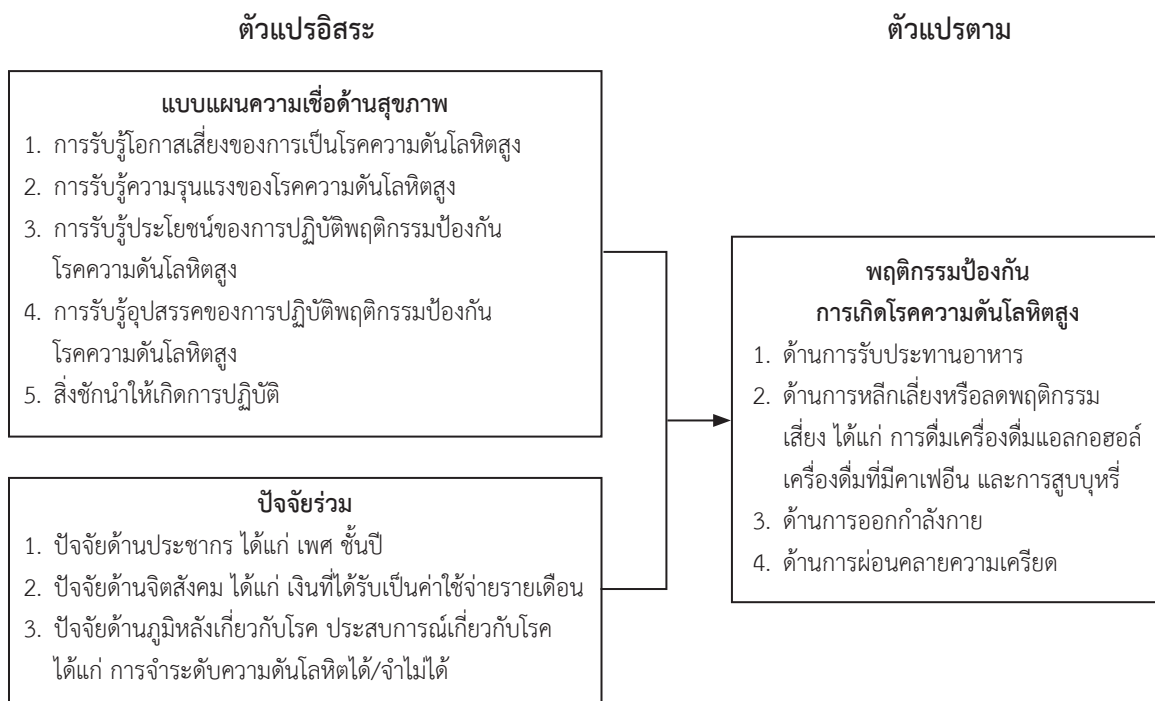 ตัวแปรอิสระ
ตัวแปรตาม
แบบแผนความเชื่อด้านสุขภาพ
1. การรับรู้โอกาสเสี่ยงของการเป็นโรคความดันโลหิตสูง
2. การรับรู้ความรุนแรงของโรคความดันโลหิตสูง
3. การรับรู้ประโยชน์ของการปฏิบัติพฤติกรรมป้องกัน
โรคความดันโลหิตสูง
4. การรับรู้อุปสรรคของการปฏิบัติพฤติกรรมป้องกัน
โรคความดันโลหิตสูง
5. สิ่งชักนำให้เกิดการปฏิบัติ
ปัจจัยร่วม
1. ปัจจัยด้านประชากร ได้แก่ เพศ ชั้นปี
2. ปัจจัยด้านจิตสังคม ได้แก่ เงินที่ได้รับเป็นค่าใช้จ่ายรายเดือน
3. ปัจจัยด้านภูมิหลังเกี่ยวกับโรค ประสบการณ์เกี่ยวกับโรค
ได้แก่ การจำระดับความดันโลหิตได้/จำไม่ได้
พฤติกรรมป้องกัน
การเกิดโรคความดันโลหิตสูง
1. ด้านการรับประทานอาหาร
2. ด้านการหลีกเลี่ยงหรือลดพฤติกรรม
เสี่ยง ได้แก่ การดื่มเครื่องดื่มแอลกอฮอล์
เครื่องดื่มที่มีคาเฟอีน และการสูบบุหรี่
3. ด้านการออกกำลังกาย
4. ด้านการผ่อนคลายความเครียด